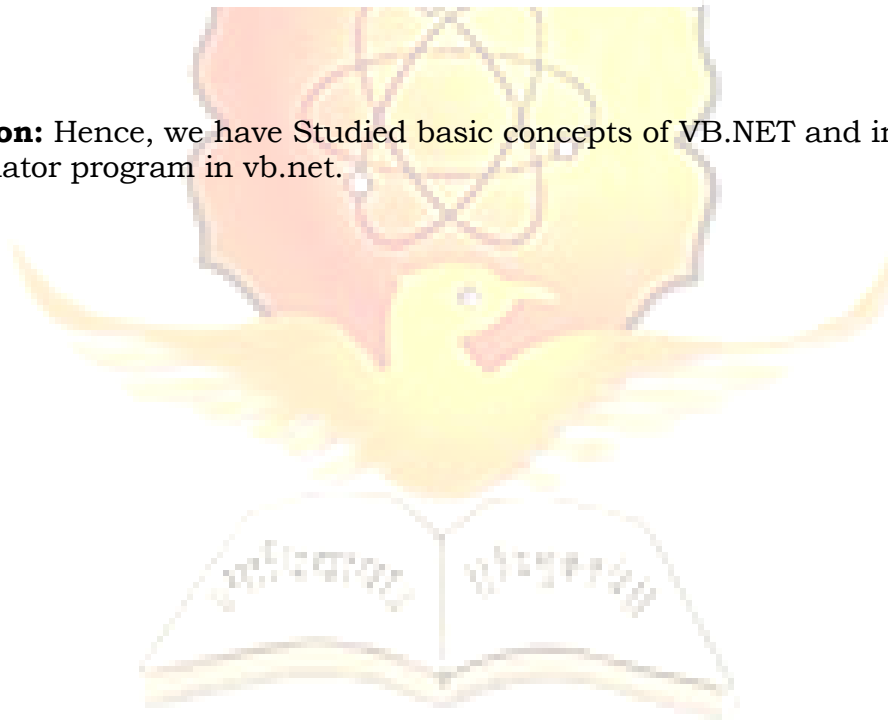 on: Hence, we have Studied basic concepts of VB.NET and in
ator program in vb.net.